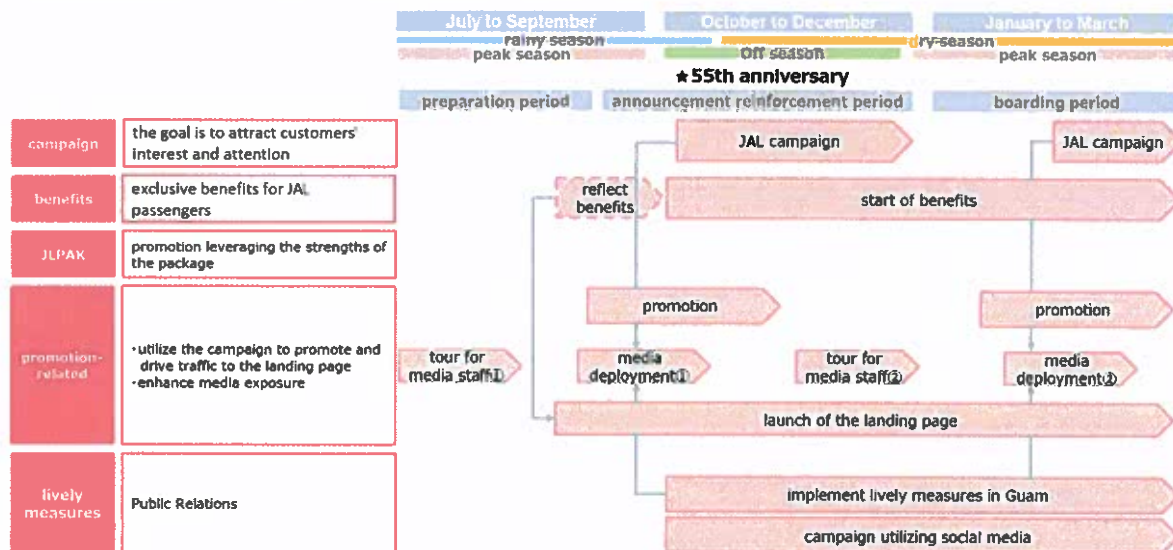 July to September
October to December
January to March
rainy season
dry-season
peak season
Off season
peak season
★55th anniversary
preparation period
announcement reinforcement period
boarding period
campaign
the goal is to attract customers'
interest and attention
JAL campaign
JAL campaign
benefits
exclusive benefits for JAL
passengers
reflect
benefits
start of benefits
JLPAK
promotion leveraging the strengths of
the package
promotion-
related
・utilize the campaign to promote and
drive traffic to the landing page
・enhance media exposure
promotion
promotion
tour for
media staff①
media
deployment①
tour for
media staff②
media
deployment②
launch of the landing page
lively
measures
Public Relations
implement lively measures in Guam
campaign utilizing social media